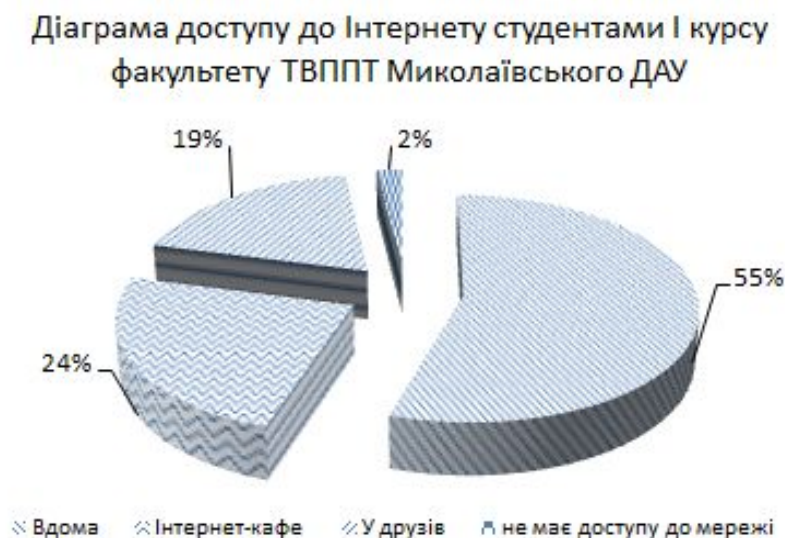 Діаграма доступу до Інтернету студентами І курсу
факультету ТВППТ Миколаївського ДАУ
19%
2%
55%
24%
Вдома Інтернет-кафе У друзів не має доступу до мережі